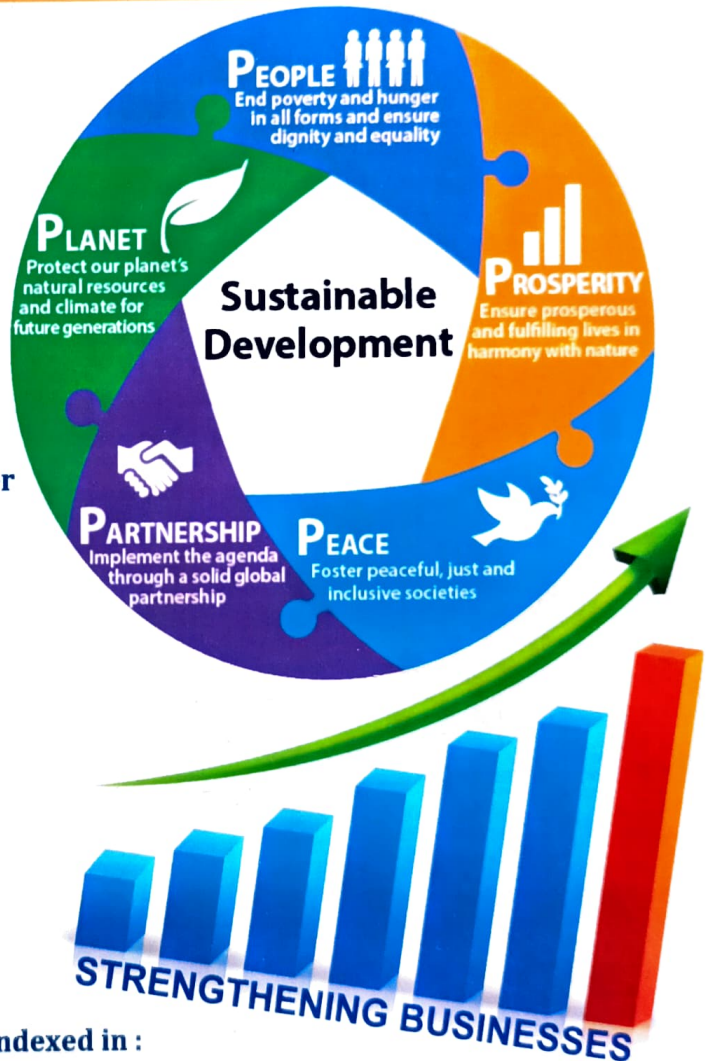 PEOPLE
End poverty and hunger
in all forms and ensure
dignity and equality
PLANET
Protect our planet's
natural resources
and climate for
future generations
PROSPERITY
Ensure prosperous
and fulfilling lives in
harmony with nature
Sustainable
Development
r
PARTNERSHIP
Implement the agenda
through a solid global
partnership
PEACE
Foster peaceful, just and
inclusive societies
STRENGTHENING BUSINESSES
ndexed in :